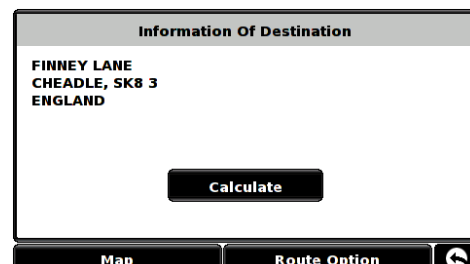 Information Of Destination
FINNEY LANE
CHEADLE, SK8 3
ENGLAND
Calculate
Map
Route Option